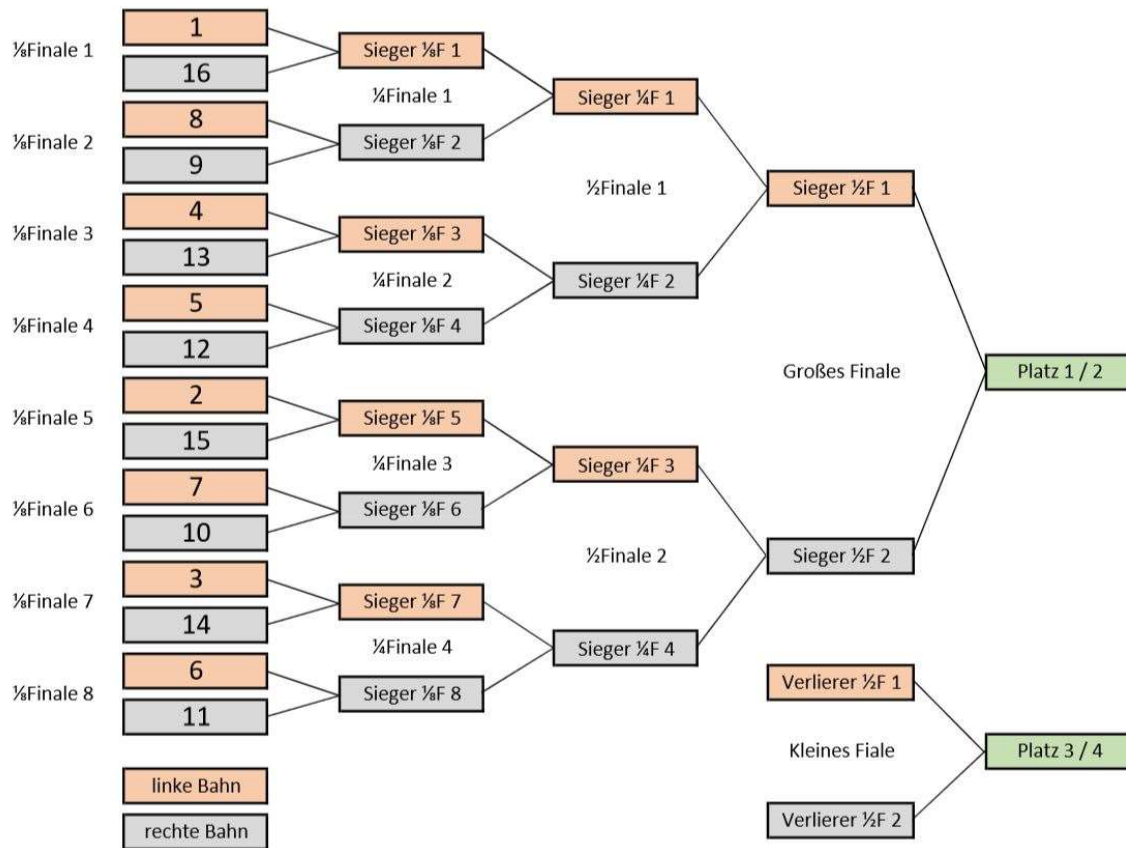 1
⅛Finale 1
Sieger ⅛F 1
16
¼Finale 1
Sieger ¼F 1
8
⅛Finale 2
Sieger ⅛F 2
9
½Finale 1
Sieger ½F 1
4
⅛Finale 3
Sieger ⅛F 3
13
¼Finale 2
Sieger ¼F 2
5
⅛Finale 4
Sieger ⅛F 4
12
Großes Finale
Platz 1 / 2
2
⅛Finale 5
Sieger ⅛F 5
15
¼Finale 3
Sieger ¼F 3
7
⅛Finale 6
Sieger ⅛F 6
10
½Finale 2
Sieger ½F 2
3
⅛Finale 7
Sieger ⅛F 7
14
¼Finale 4
Sieger ¼F 4
6
⅛Finale 8
Sieger ⅛F 8
11
Verlierer ½F 1
Kleines Fiale
Platz 3 / 4
Verlierer ½F 2
linke Bahn
rechte Bahn